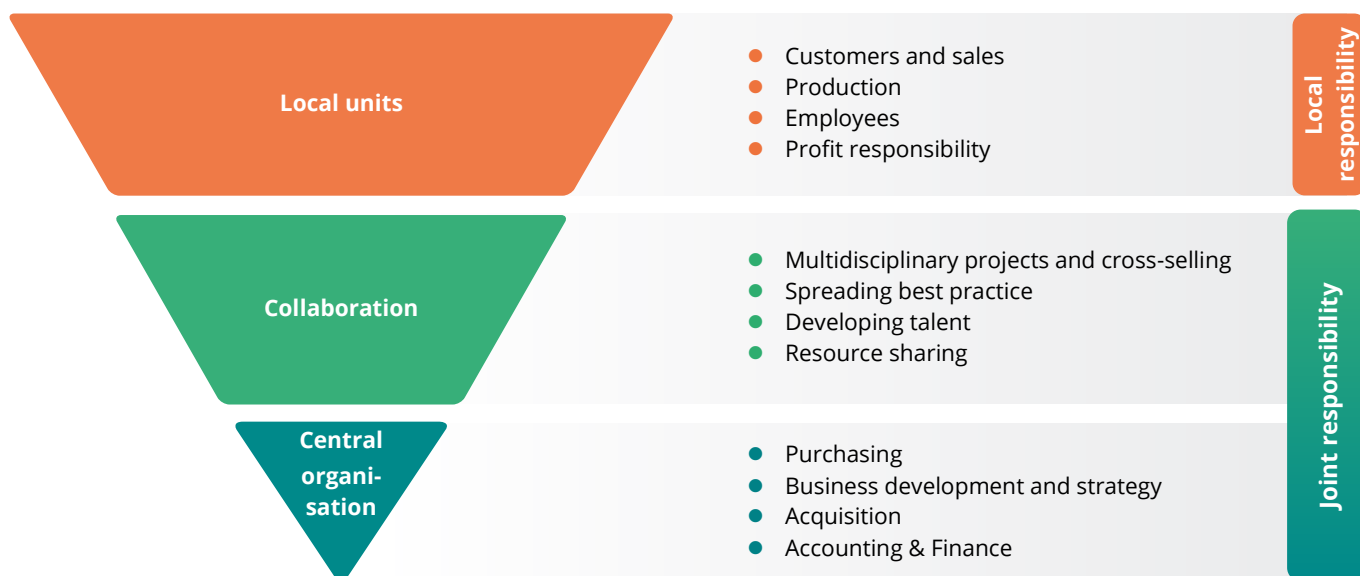 Local units
Customers and sales
Production
Employees
Profit responsibility
Local
responsibility
Collaboration
Multidisciplinary projects and cross-selling
Spreading best practice
Developing talent
Resource sharing
Central
organi-
sation
Purchasing
Business development and strategy
Acquisition
Accounting & Finance
Joint responsibility